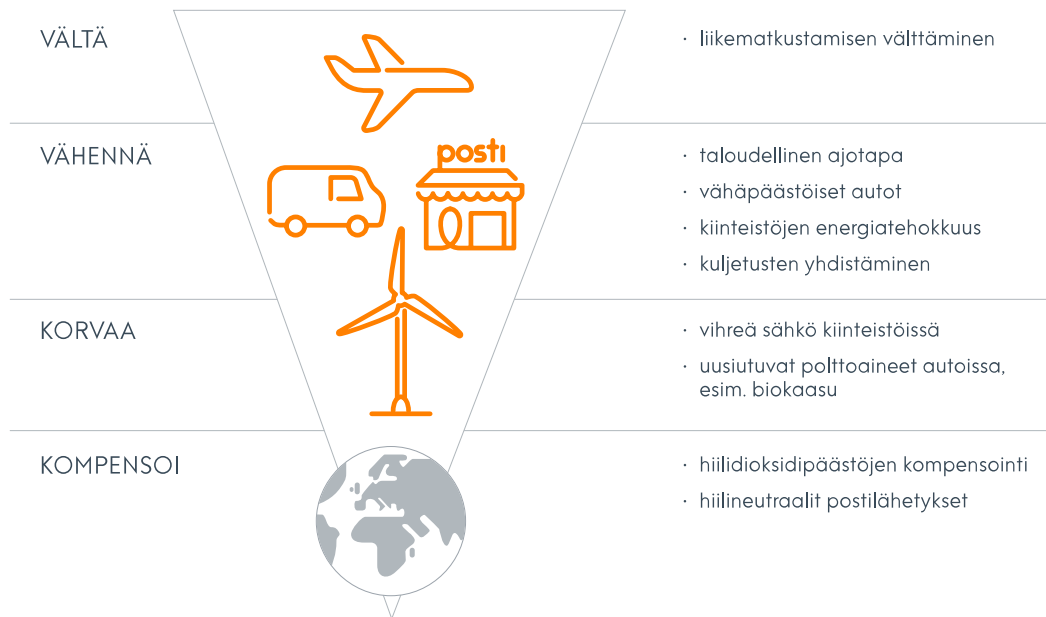 VÄLTÄ
· liikematkustamisen välttäminen
posti
VÄHENNÄ
· taloudellinen ajotapa
· vähäpäästöiset autot
· kiinteistöjen energiatehokkuus
· kuljetusten yhdistäminen
KORVAA
· vihreä sähkö kiinteistöissä
· uusiutuvat polttoaineet autoissa,
esim. biokaasu
KOMPENSOI
· hiilidioksidipäästöjen kompensointi
· hiilineutraalit postilähetykset